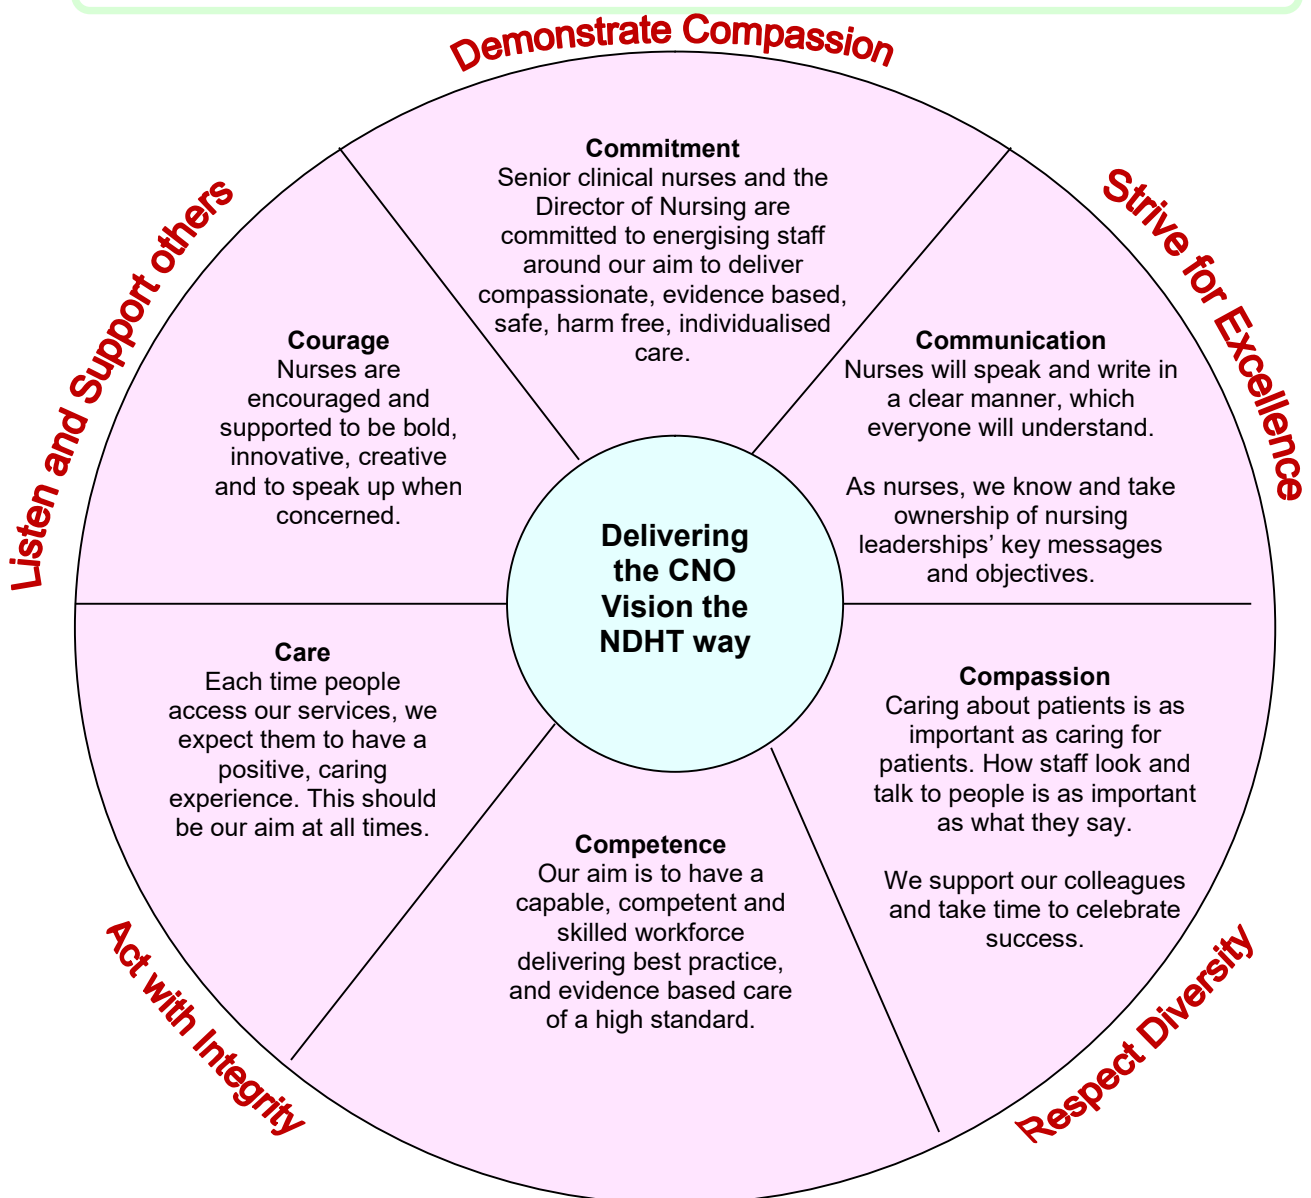 Demonstrate Compassion
Commitment
Senior clinical nurses and the
Director of Nursing are
committed to energising staff
around our aim to deliver
compassionate, evidence based,
safe, harm free, individualised
care.
Strive for Excellence
Communication
Nurses will speak and write in
a clear manner, which
everyone will understand.
As nurses, we know and take
ownership of nursing
leaderships’ key messages
and objectives.
Compassion
Caring about patients is as
important as caring for
patients. How staff look and
talk to people is as important
as what they say.
We support our colleagues
and take time to celebrate
success.
Respect Diversity
Competence
Our aim is to have a
capable, competent and
skilled workforce
delivering best practice,
and evidence based care
of a high standard.
Act with Integrity
Care
Each time people
access our services, we
expect them to have a
positive, caring
experience. This should
be our aim at all times.
Listen and Support others
Courage
Nurses are
encouraged and
supported to be bold,
innovative, creative
and to speak up when
concerned.
Delivering
the CNO
Vision the
NDHT way